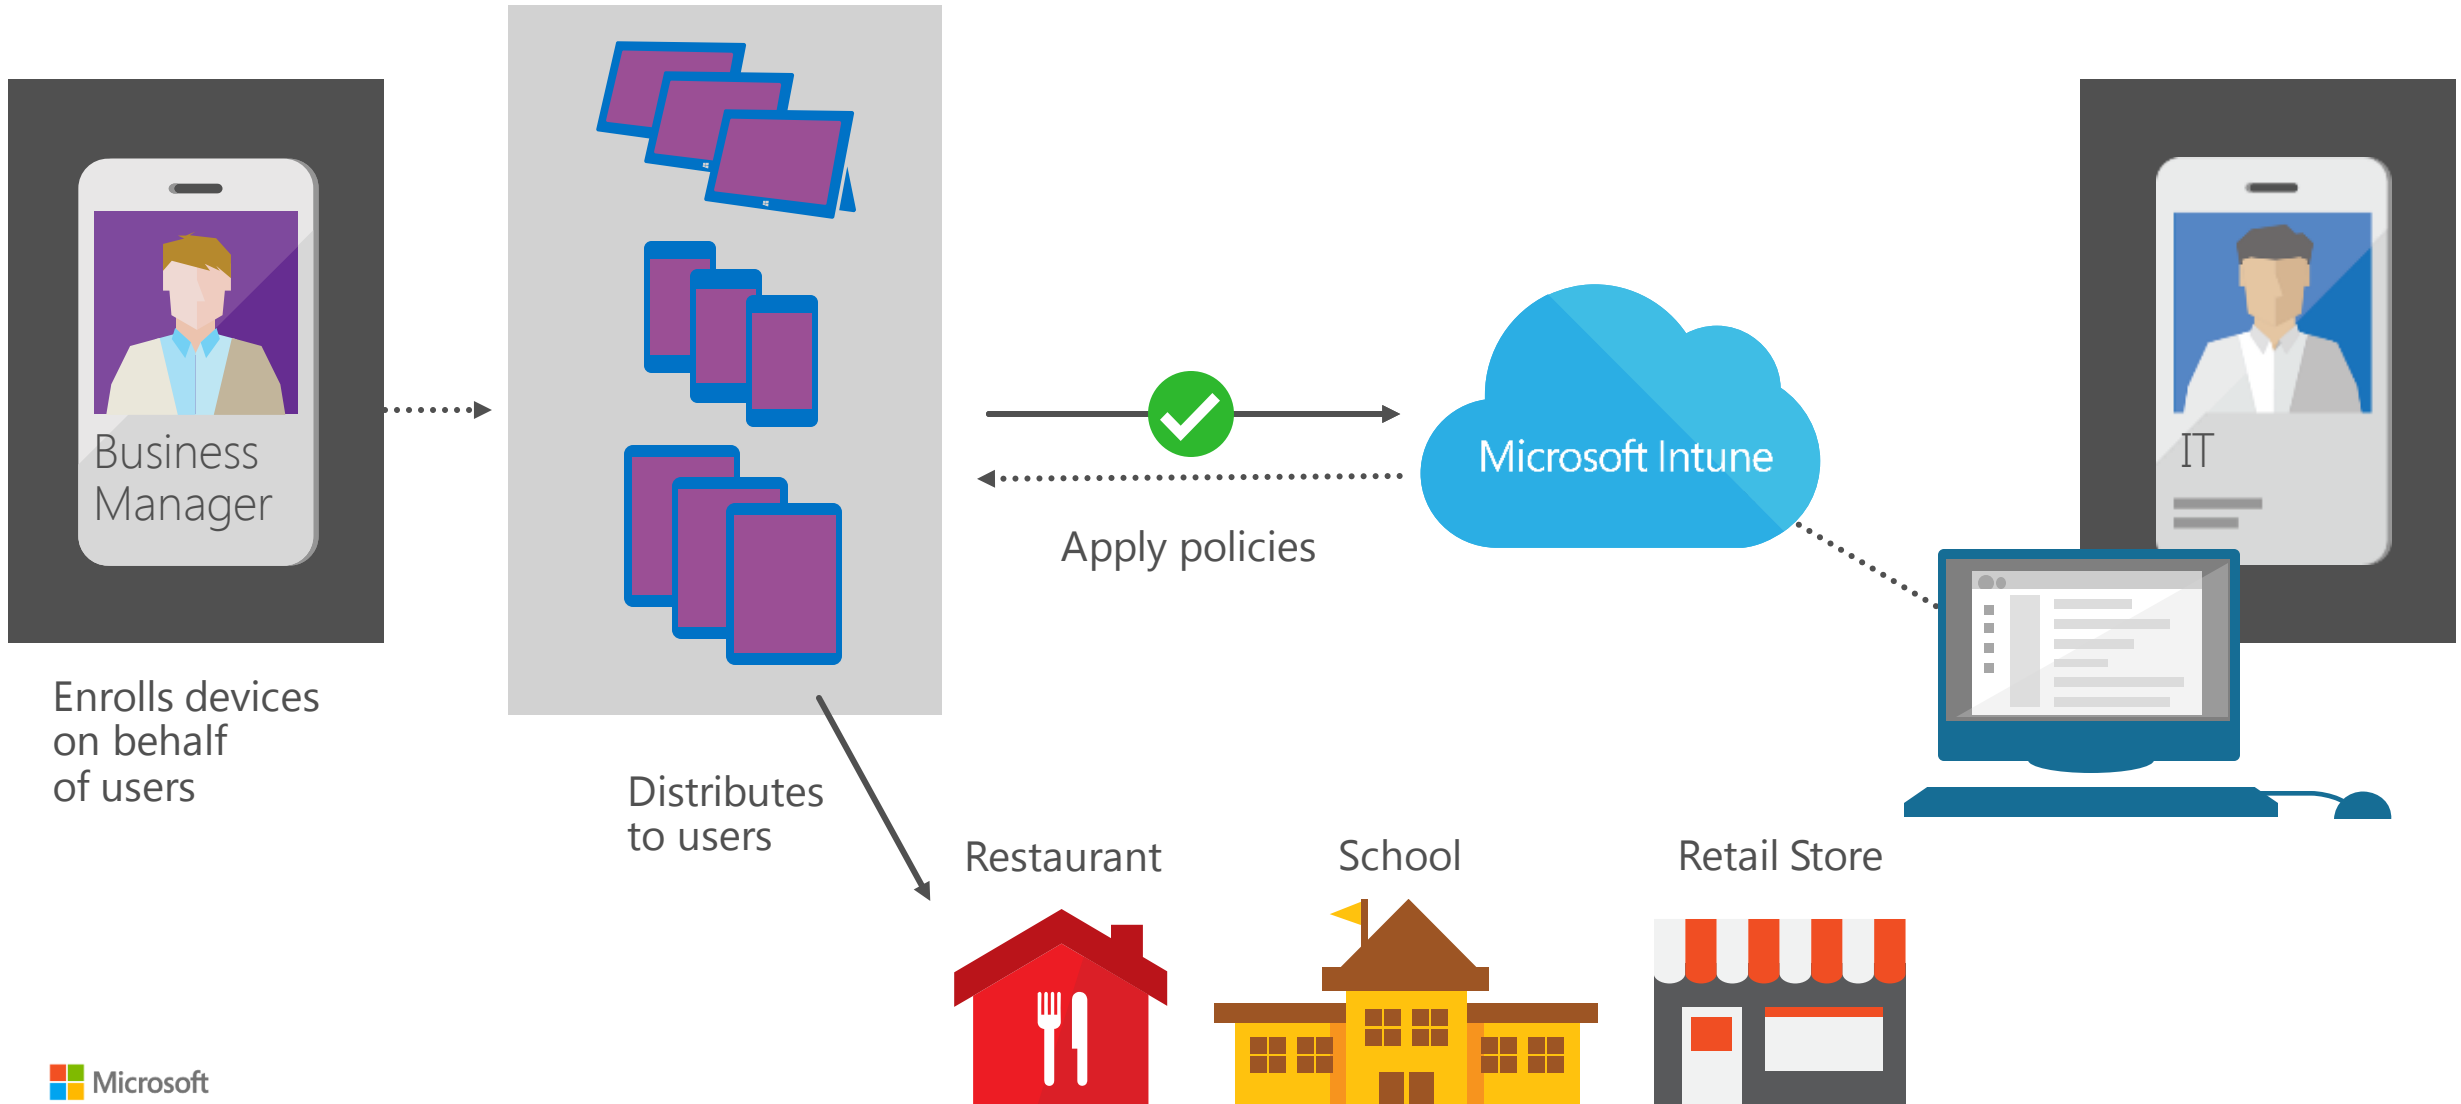 Business
Manager
Enrolls devices
on behalf
of users
Distributes
to users
Apply policies
Microsoft Intune
IT
Restaurant
School
Retail Store
Microsoft